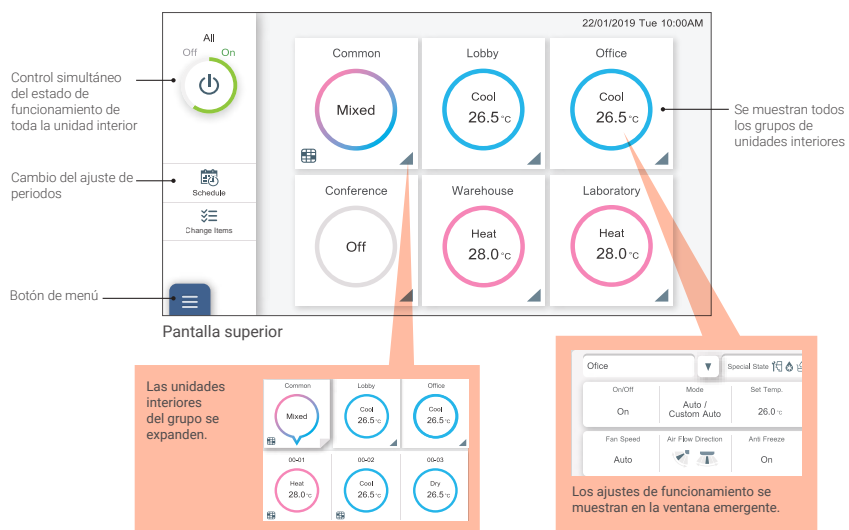 22/01/2019 Tue 10:00AM
All
Off On
Control simultáneo
del estado de
funcionamiento de
toda la unidad interior
Cambio del ajuste de
periodos
Schedule
Change Items
Botón de menú
Common
Mixed
Lobby
Cool
26.5 °C
Office
Cool
26.5 °C
Se muestran todos
los grupos de
unidades interiores
Conference
Off
Warehouse
Heat
28.0 °C
Laboratory
Heat
28.0 °C
Pantalla superior
Las unidades
interiores
del grupo se
expanden.
Common
Mixed
Lobby
Cool
26.5 °C
Office
Cool
26.5 °C
00-01
Heat
28.0 °C
00-02
Cool
26.5 °C
00-03
Dry
26.5 °C
Ofice
Special State
On/Off
On
Mode
Auto /
Custom Auto
Set Temp.
26.0 °C
Fan Speed
Auto
Air Flow Direction
Anti Freeze
On
Los ajustes de funcionamiento se
muestran en la ventana emergente.